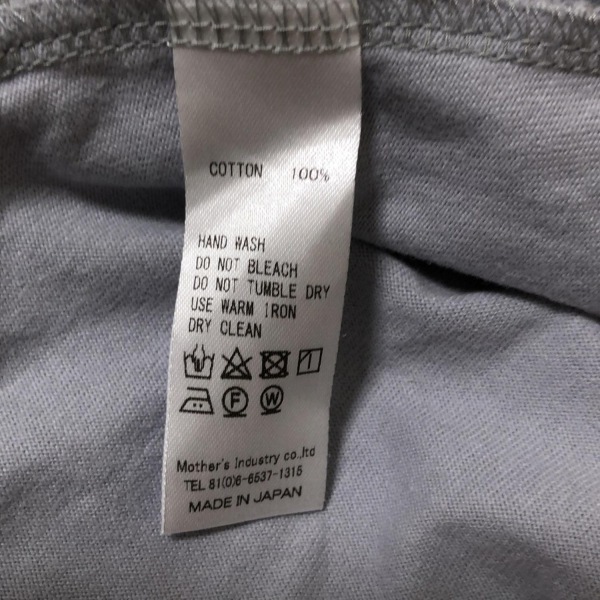 COTTON 100%
HAND WASH
DO NOT BLEACH
DO NOT TUMBLE DRY
USE WARM IRON
DRY CLEAN
F W
Mother's Industry co.,ltd
TEL 81(0)6-6537-1315
MADE IN JAPAN